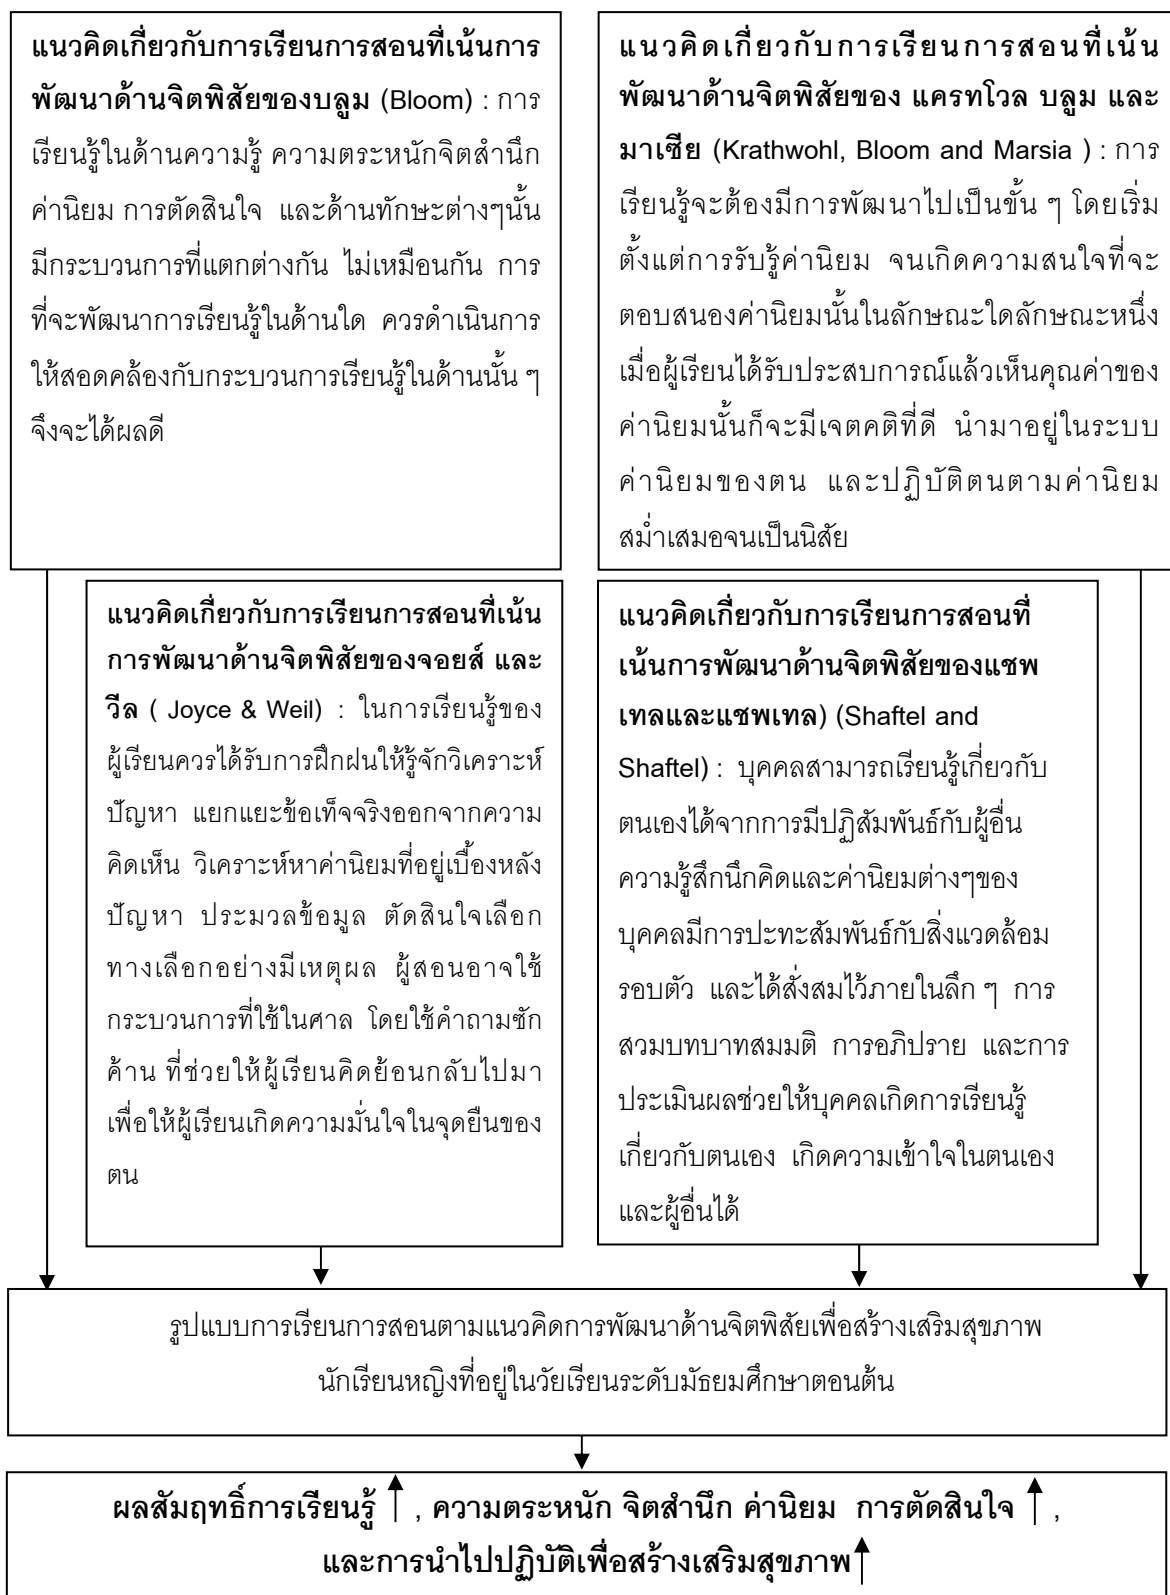 แนวคิดเกี่ยวกับการเรียนการสอนที่เน้นการ
พัฒนาด้านจิตพิสัยของบลูม (Bloom) : การ
เรียนรู้ในด้านความรู้ ความตระหนักจิตสำนึก
ค่านิยม การตัดสินใจ และด้านทักษะต่างๆนั้น
มีกระบวนการที่แตกต่างกัน ไม่เหมือนกัน การ
ที่จะพัฒนาการเรียนรู้ในด้านใด ควรดำเนินการ
ให้สอดคล้องกับกระบวนการเรียนรู้ในด้านนั้น ๆ
จึงจะได้ผลดี
แนวคิดเกี่ยวกับการเรียนการสอนที่เน้น
พัฒนาด้านจิตพิสัยของ แครทโวล บลูม และ
มาเซีย (Krathwohl, Bloom and Marsia ) : การ
เรียนรู้จะต้องมีการพัฒนาไปเป็นขั้น ๆ โดยเริ่ม
ตั้งแต่การรับรู้ค่านิยม จนเกิดความสนใจที่จะ
ตอบสนองค่านิยมนั้นในลักษณะใดลักษณะหนึ่ง
เมื่อผู้เรียนได้รับประสบการณ์แล้วเห็นคุณค่าของ
ค่านิยมนั้นก็จะมีเจตคติที่ดี นำมาอยู่ในระบบ
ค่านิยมของตน และปฏิบัติตนตามค่านิยม
สม่ำเสมอจนเป็นนิสัย
แนวคิดเกี่ยวกับการเรียนการสอนที่เน้น
การพัฒนาด้านจิตพิสัยของจอยส์ และ
วีล ( Joyce & Weil) : ในการเรียนรู้ของ
ผู้เรียนควรได้รับการฝึกฝนให้รู้จักวิเคราะห์
ปัญหา แยกแยะข้อเท็จจริงออกจากความ
คิดเห็น วิเคราะห์หาค่านิยมที่อยู่เบื้องหลัง
ปัญหา ประมวลข้อมูล ตัดสินใจเลือก
ทางเลือกอย่างมีเหตุผล ผู้สอนอาจใช้
กระบวนการที่ใช้ในศาล โดยใช้คำถามซัก
ค้าน ที่ช่วยให้ผู้เรียนคิดย้อนกลับไปมา
เพื่อให้ผู้เรียนเกิดความมั่นใจในจุดยืนของ
ตน
แนวคิดเกี่ยวกับการเรียนการสอนที่
เน้นการพัฒนาด้านจิตพิสัยของแชพ
เทลและแชพเทล) (Shaftel and
Shaftel) : บุคคลสามารถเรียนรู้เกี่ยวกับ
ตนเองได้จากการมีปฏิสัมพันธ์กับผู้อื่น
ความรู้สึกนึกคิดและค่านิยมต่างๆของ
บุคคลมีการปะทะสัมพันธ์กับสิ่งแวดล้อม
รอบตัว และได้สั่งสมไว้ภายในลึก ๆ การ
สวมบทบาทสมมติ การอภิปราย และการ
ประเมินผลช่วยให้บุคคลเกิดการเรียนรู้
เกี่ยวกับตนเอง เกิดความเข้าใจในตนเอง
และผู้อื่นได้
รูปแบบการเรียนการสอนตามแนวคิดการพัฒนาด้านจิตพิสัยเพื่อสร้างเสริมสุขภาพ
นักเรียนหญิงที่อยู่ในวัยเรียนระดับมัธยมศึกษาตอนต้น
ผลสัมฤทธิ์การเรียนรู้ ↑ , ความตระหนัก จิตสำนึก ค่านิยม การตัดสินใจ ↑ ,
และการนำไปปฏิบัติเพื่อสร้างเสริมสุขภาพ↑